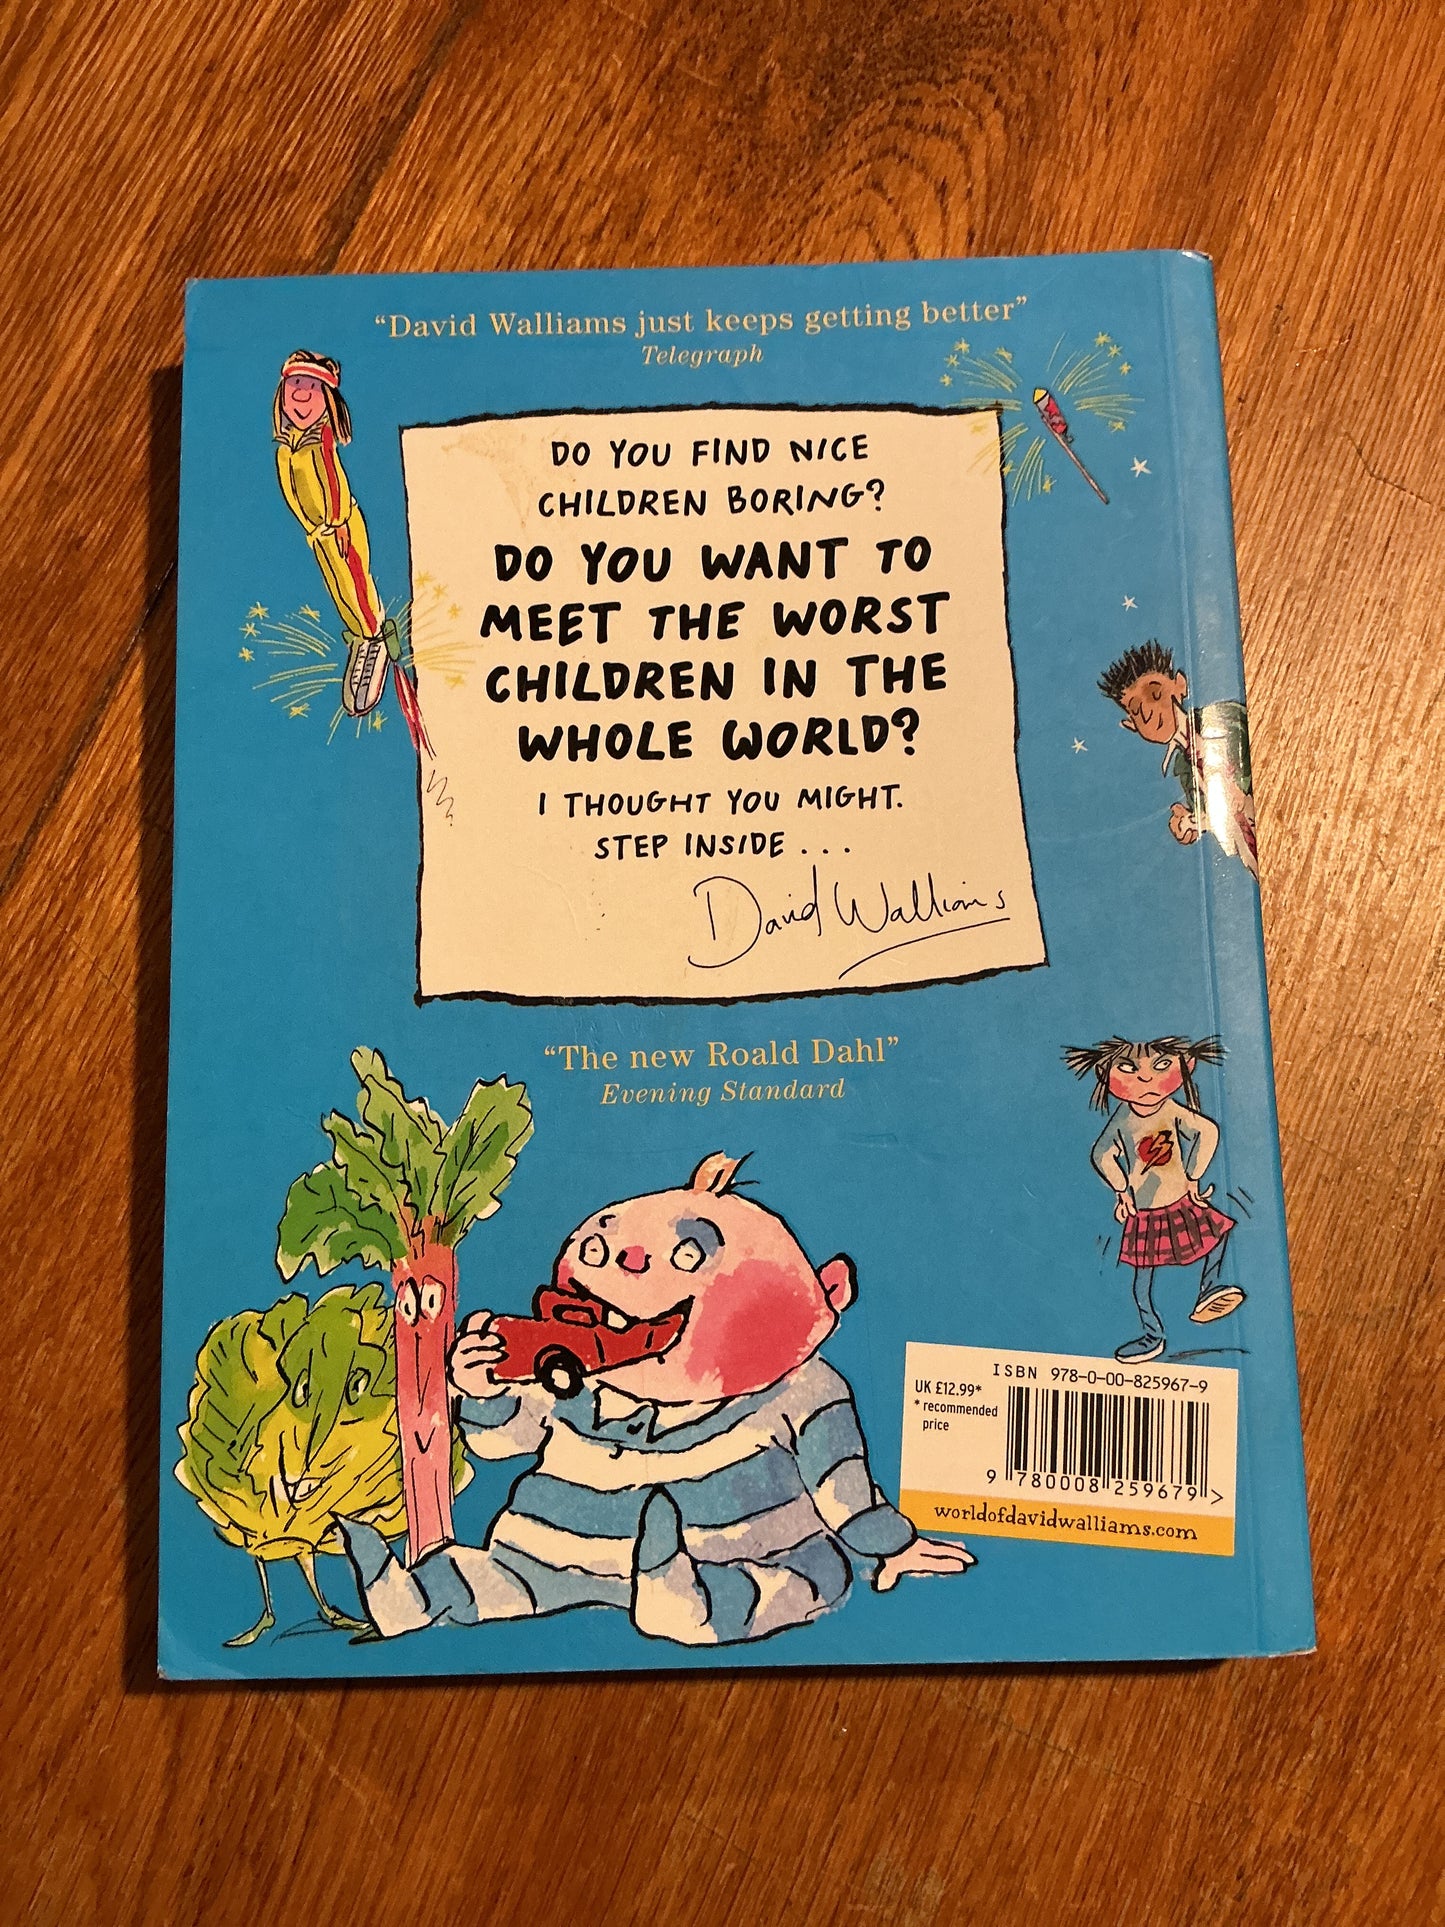 “David Walliams just keeps getting better”
Telegraph
DO YOU FIND NICE
CHILDREN BORING?
DO YOU WANT TO
MEET THE WORST
CHILDREN IN THE
WHOLE WORLD?
I THOUGHT YOU MIGHT.
STEP INSIDE...
David Walliams
“The new Roald Dahl”
Evening Standard
ISBN 978-0-00-825967-9
UK £12.99*
* recommended
price
9 780008 259679 >
worldofdavidwalliams.com